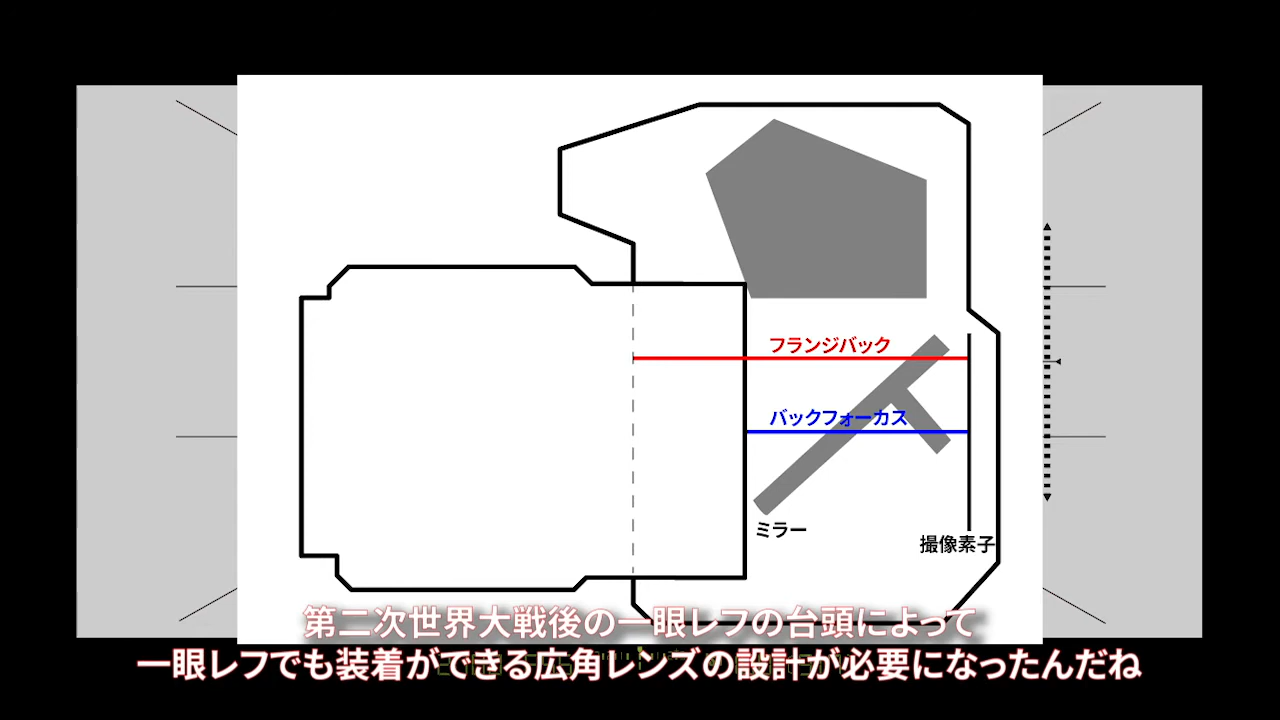 フランジバック
バックフォーカス
ミラー
撮像素子
第二次世界大戦後の一眼レフの台頭によって
一眼レフでも装着ができる広角レンズの設計が必要になったんだね